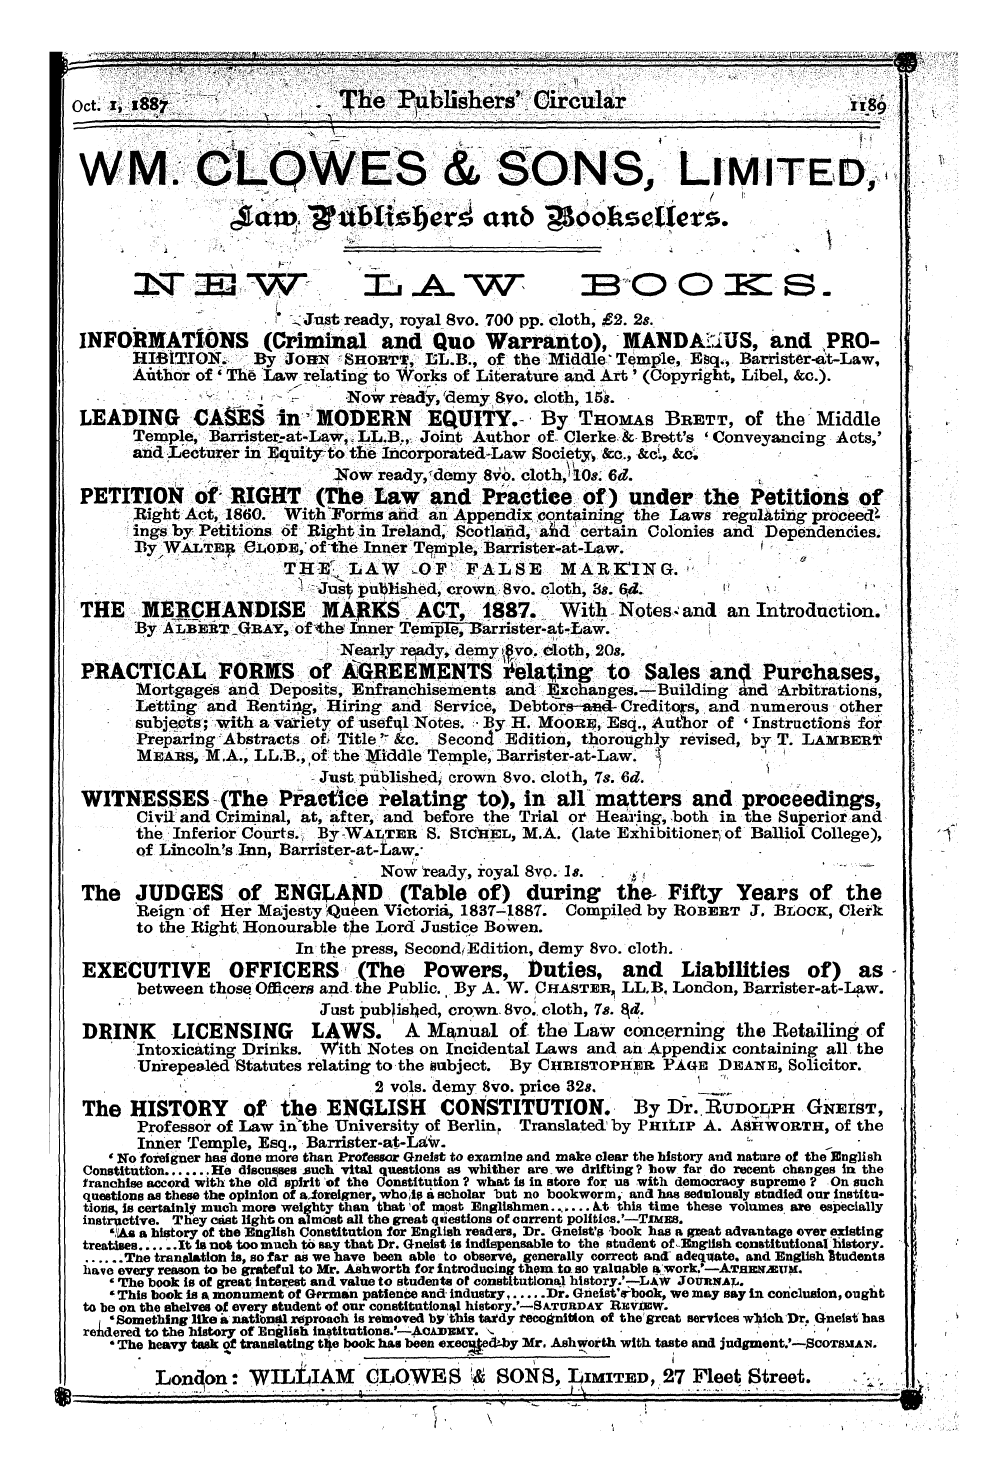 Oct. 1, 1887 The Publishers' Circular 1189
WM. CLOWES & SONS, LIMITED,
Law Publishers and Booksellers.
NEW LAW BOOKS.
Just ready, royal 8vo. 700 pp. cloth, £2. 2s.
INFORMATIONS (Criminal and Quo Warranto), MANDAMUS, and PRO-
HIBITION. By JOHN SHORTT, LL.B., of the Middle Temple, Esq., Barrister-at-Law,
Author of ‘The Law relating to Works of Literature and Art’ (Copyright, Libel, &c.).
Now ready, demy 8vo. cloth, 15s.
LEADING CASES in MODERN EQUITY. By THOMAS BRETT, of the Middle
Temple, Barrister-at-Law, LL.B., Joint Author of Clerke & Brett's ‘Conveyancing Acts,’
and Lecturer in Equity to the Incorporated Law Society, &c., &c., &c.
Now ready, demy 8vo. cloth, 10s. 6d.
PETITION of RIGHT (The Law and Practice of) under the Petitions of
Right Act, 1860. With Forms and an Appendix containing the Laws regulating proceed-
ings by Petitions of Right in Ireland, Scotland, and certain Colonies and Dependencies.
By WALTER CLODE, of the Inner Temple, Barrister-at-Law.
THE LAW OF FALSE MARKING.
Just published, crown 8vo. cloth, 3s. 6d.
THE MERCHANDISE MARKS ACT, 1887. With Notes and an Introduction.
By ALBERT GRAY, of the Inner Temple, Barrister-at-Law.
Nearly ready, demy 8vo. cloth, 20s.
PRACTICAL FORMS of AGREEMENTS relating to Sales and Purchases,
Mortgages and Deposits, Enfranchisements and Exchanges.—Building and Arbitrations,
Letting and Renting, Hiring and Service, Debtors and Creditors, and numerous other
subjects; with a variety of useful Notes. By H. MOORE, Esq., Author of ‘Instructions for
Preparing Abstracts of Title’ &c. Second Edition, thoroughly revised, by T. LAMBERT
MEARS, M.A., LL.B., of the Middle Temple, Barrister-at-Law.
Just published, crown 8vo. cloth, 7s. 6d.
WITNESSES (The Practice relating to), in all matters and proceedings,
Civil and Criminal, at, after, and before the Trial or Hearing, both in the Superior and
the Inferior Courts. By WALTER S. SICHEL, M.A. (late Exhibitioner of Balliol College),
of Lincoln's Inn, Barrister-at-Law.
Now ready, royal 8vo. 1s.
The JUDGES of ENGLAND (Table of) during the Fifty Years of the
Reign of Her Majesty Queen Victoria, 1837-1887. Compiled by ROBERT J. BLOCK, Clerk
to the Right Honourable the Lord Justice Bowen.
In the press, Second Edition, demy 8vo. cloth.
EXECUTIVE OFFICERS (The Powers, Duties, and Liabilities of) as
between those Officers and the Public. By A. W. CHASTER, LL.B. London, Barrister-at-Law.
Just published, crown 8vo. cloth, 7s. d.
DRINK LICENSING LAWS. A Manual of the Law concerning the Retailing of
Intoxicating Drinks. With Notes on Incidental Laws and an Appendix containing all the
Unrepealed Statutes relating to the subject. By CHRISTOPHER PAGE DEANE, Solicitor.
2 vols. demy 8vo. price 32s.
The HISTORY of the ENGLISH CONSTITUTION. By Dr. RUDOLPH GNEIST,
Professor of Law in the University of Berlin. Translated by PHILIP A. ASHWORTH, of the
Inner Temple, Esq., Barrister-at-Law.
‘No foreigner has done more than Professor Gneist to examine and make clear the history and nature of the English
Constitution......He discusses such vital questions as whither are we drifting? how far do recent changes in the
franchise accord with the old spirit of the Constitution? what is in store for us with democracy supreme? On such
questions as these the opinion of a foreigner, who is a scholar but no bookworm, and has sedulously studied our institu-
tions, is certainly much more weighty than that of most Englishmen......At this time these volumes are especially
instructive. They cast light on almost all the great questions of current politics.’—TIMES.
‘As a history of the English Constitution for English readers, Dr. Gneist's book has a great advantage over existing
treatises......It is not too much to say that Dr. Gneist is indispensable to the student of English constitutional history.
......The translation is, so far as we have been able to observe, generally correct and adequate, and English Students
have every reason to be grateful to Mr. Ashworth for introducing them to so valuable a work.’—ATHENÆUM.
‘The book is of great interest and value to students of constitutional history.’—LAW JOURNAL.
‘This book is a monument of German patience and industry......Dr. Gneist's book, we may say in conclusion, ought
to be on the shelves of every student of our constitutional history.’—SATURDAY REVIEW.
‘Something like a national reproach is removed by this tardy recognition of the great services which Dr. Gneist has
rendered to the history of English institutions.’—ACADEMY.
‘The heavy task of translating the book has been executed by Mr. Ashworth with taste and judgment.’—SCOTSMAN.
London: WILLIAM CLOWES & SONS, LIMITED, 27 Fleet Street.